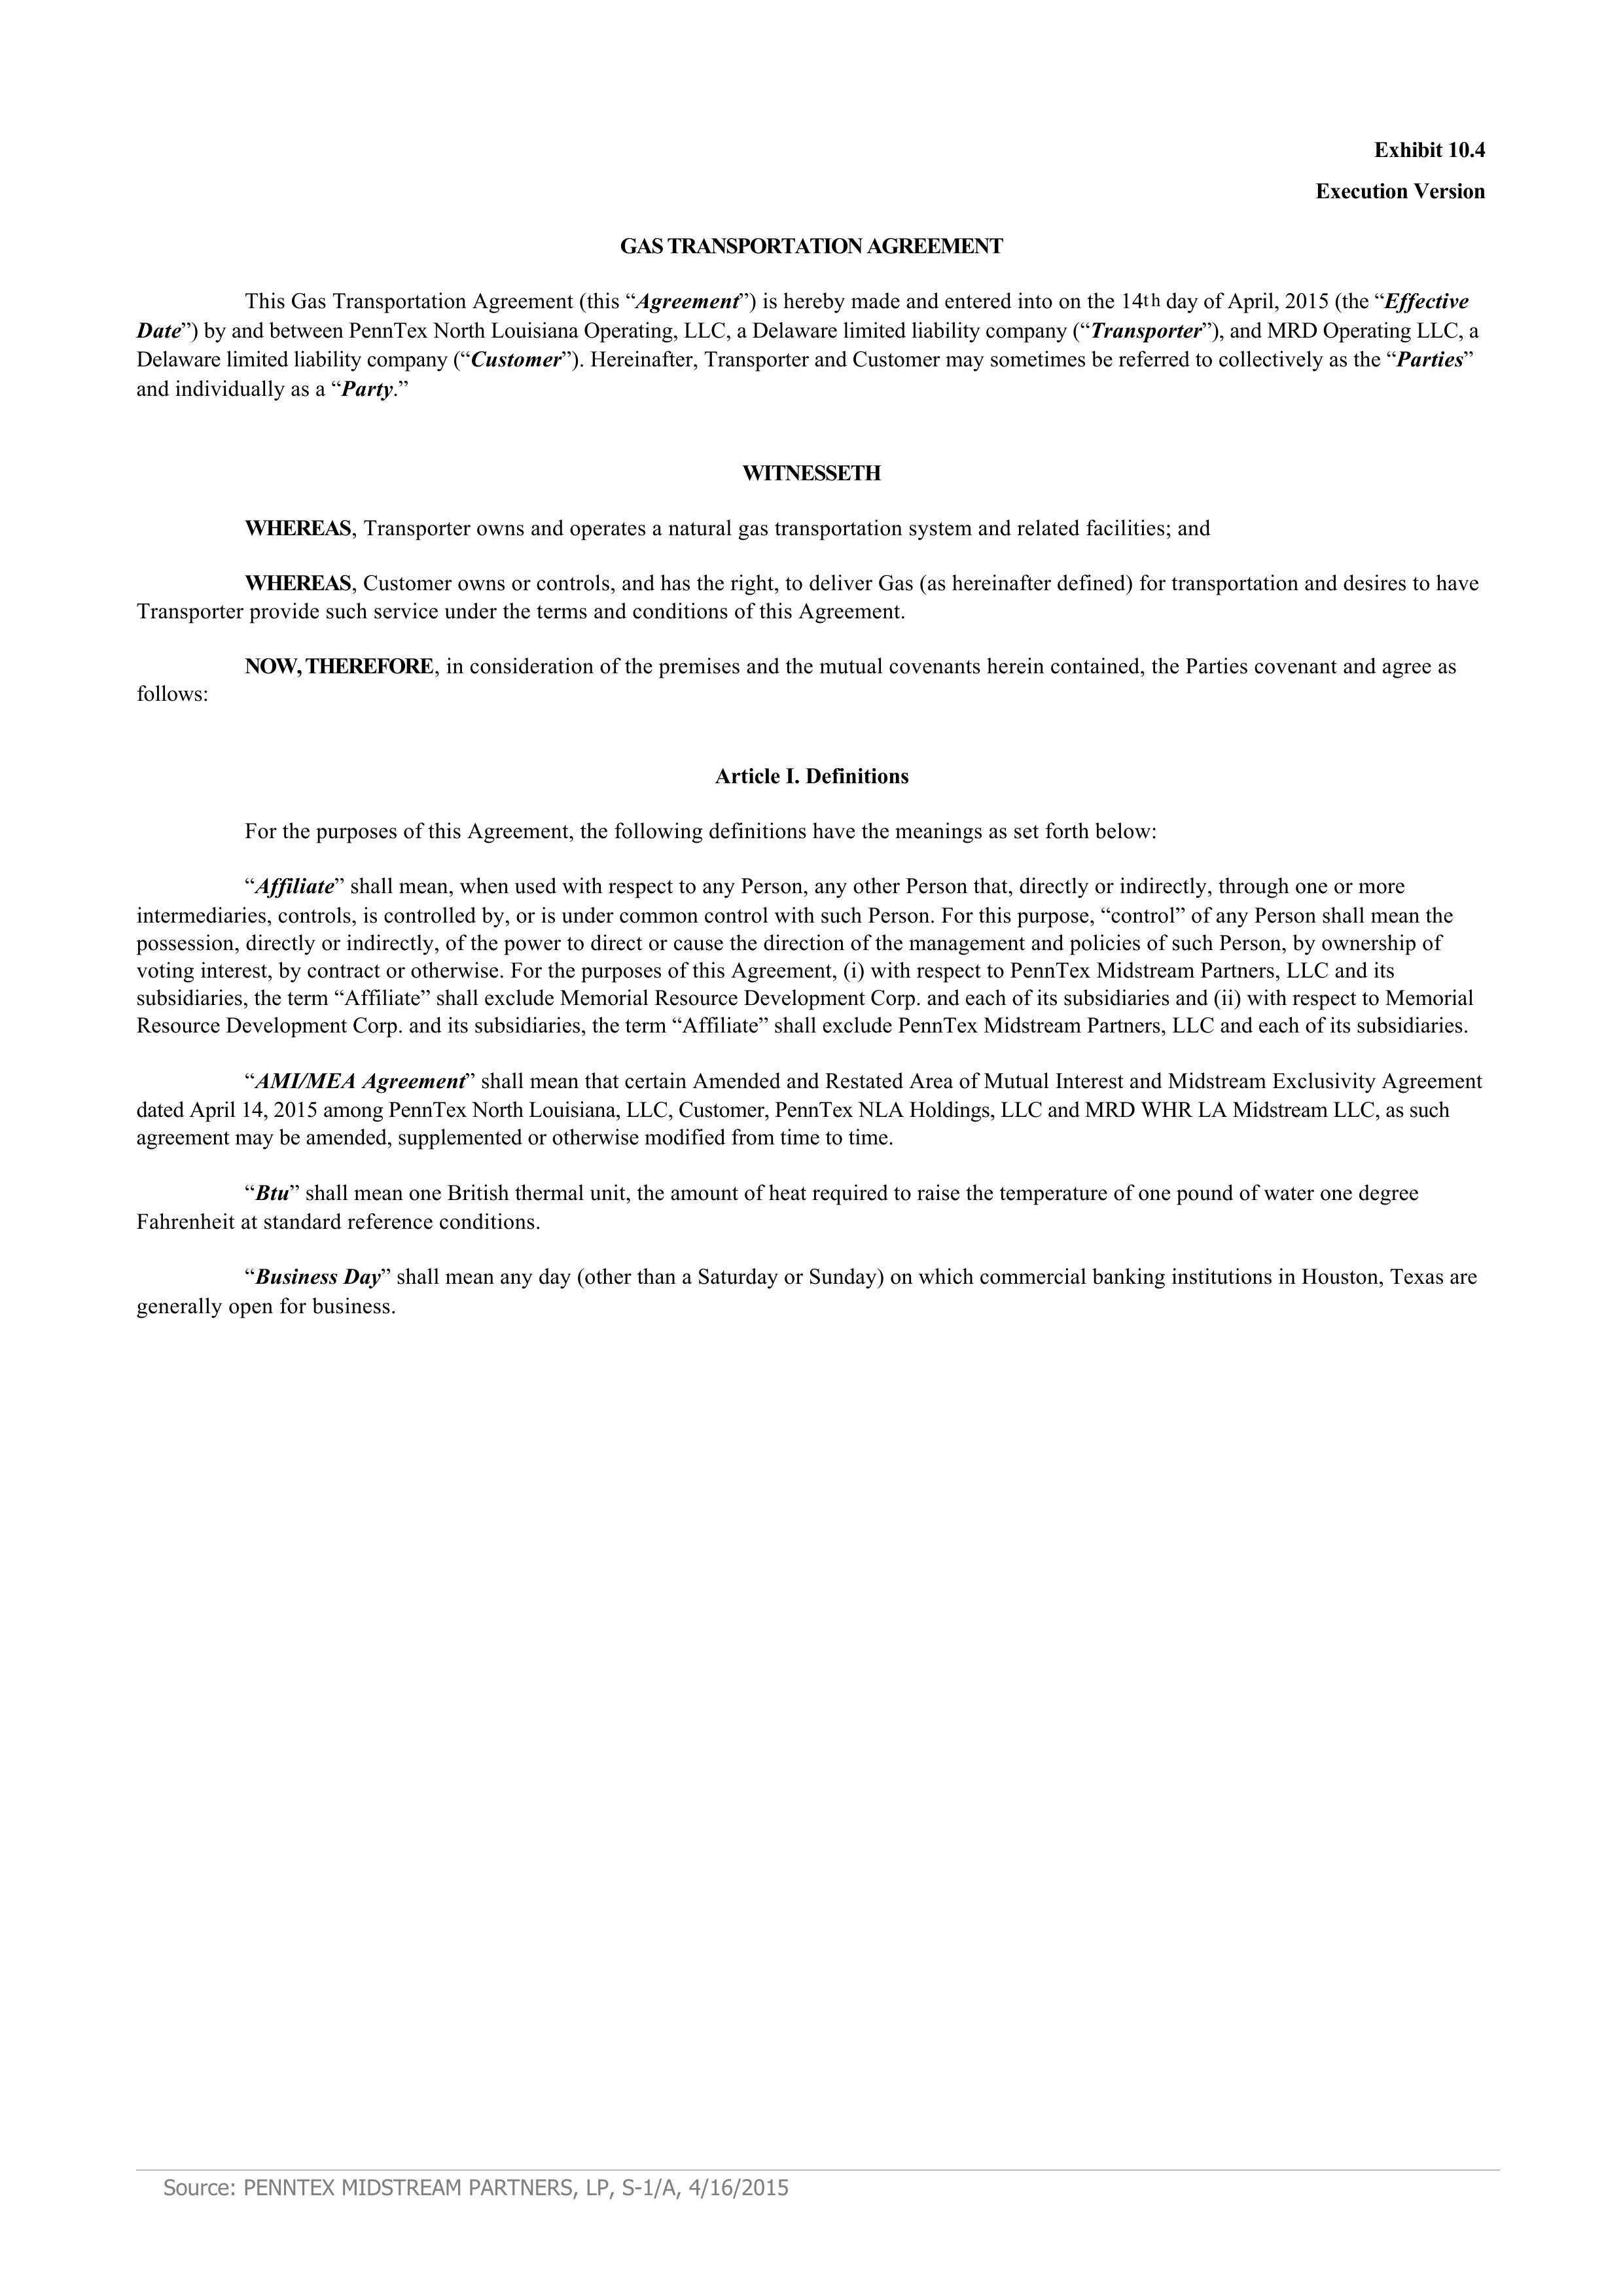 Exhibit 10.4
Execution Version
GAS TRANSPORTATION AGREEMENT
This Gas Transportation Agreement (this “Agreement”) is hereby made and entered into on the 14th day of April, 2015 (the “Effective
Date”) by and between PennTex North Louisiana Operating, LLC, a Delaware limited liability company (“Transporter”), and MRD Operating LLC, a
Delaware limited liability company (“Customer”). Hereinafter, Transporter and Customer may sometimes be referred to collectively as the “Parties”
and individually as a “Party.”
WITNESSETH
WHEREAS, Transporter owns and operates a natural gas transportation system and related facilities; and
WHEREAS, Customer owns or controls, and has the right, to deliver Gas (as hereinafter defined) for transportation and desires to have
Transporter provide such service under the terms and conditions of this Agreement.
NOW, THEREFORE, in consideration of the premises and the mutual covenants herein contained, the Parties covenant and agree as
follows:
Article I. Definitions
For the purposes of this Agreement, the following definitions have the meanings as set forth below:
“Affiliate” shall mean, when used with respect to any Person, any other Person that, directly or indirectly, through one or more
intermediaries, controls, is controlled by, or is under common control with such Person. For this purpose, “control” of any Person shall mean the
possession, directly or indirectly, of the power to direct or cause the direction of the management and policies of such Person, by ownership of
voting interest, by contract or otherwise. For the purposes of this Agreement, (i) with respect to PennTex Midstream Partners, LLC and its
subsidiaries, the term “Affiliate” shall exclude Memorial Resource Development Corp. and each of its subsidiaries and (ii) with respect to Memorial
Resource Development Corp. and its subsidiaries, the term “Affiliate” shall exclude PennTex Midstream Partners, LLC and each of its subsidiaries.
“AMI/MEA Agreement” shall mean that certain Amended and Restated Area of Mutual Interest and Midstream Exclusivity Agreement
dated April 14, 2015 among PennTex North Louisiana, LLC, Customer, PennTex NLA Holdings, LLC and MRD WHR LA Midstream LLC, as such
agreement may be amended, supplemented or otherwise modified from time to time.
“Btu” shall mean one British thermal unit, the amount of heat required to raise the temperature of one pound of water one degree
Fahrenheit at standard reference conditions.
“Business Day” shall mean any day (other than a Saturday or Sunday) on which commercial banking institutions in Houston, Texas are
generally open for business.
Source: PENNTEX MIDSTREAM PARTNERS, LP, S-1/A, 4/16/2015